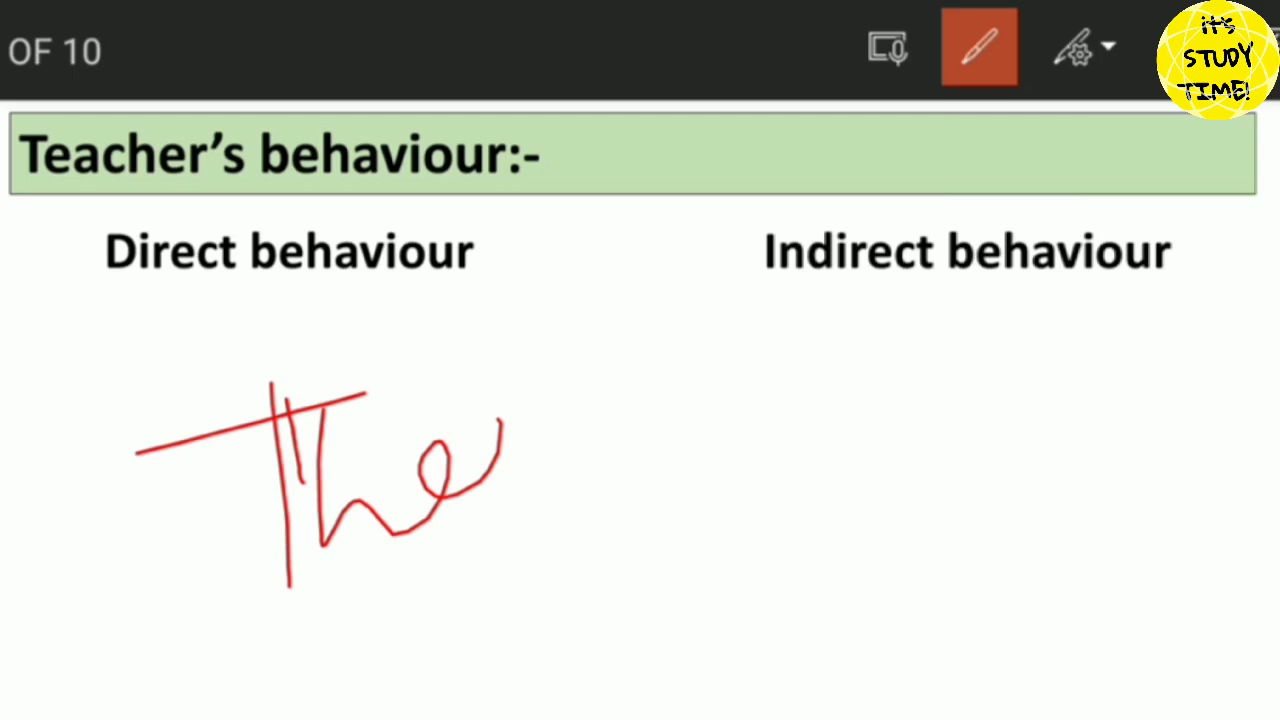 OF 10
iT's
STUDY
TIME!
Teacher's behaviour:-
Direct behaviour Indirect behaviour
The